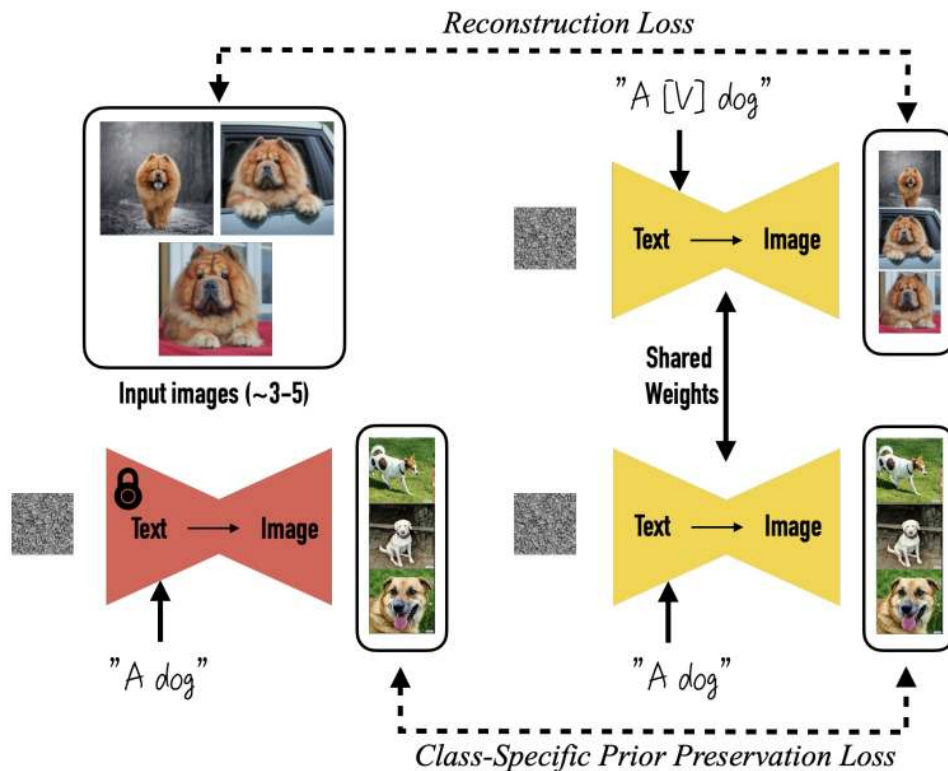 Reconstruction Loss
"A [V] dog"
Text → Image
Input images (~3–5)
Shared
Weights
Text → Image
Text → Image
"A dog"
"A dog"
Class-Specific Prior Preservation Loss